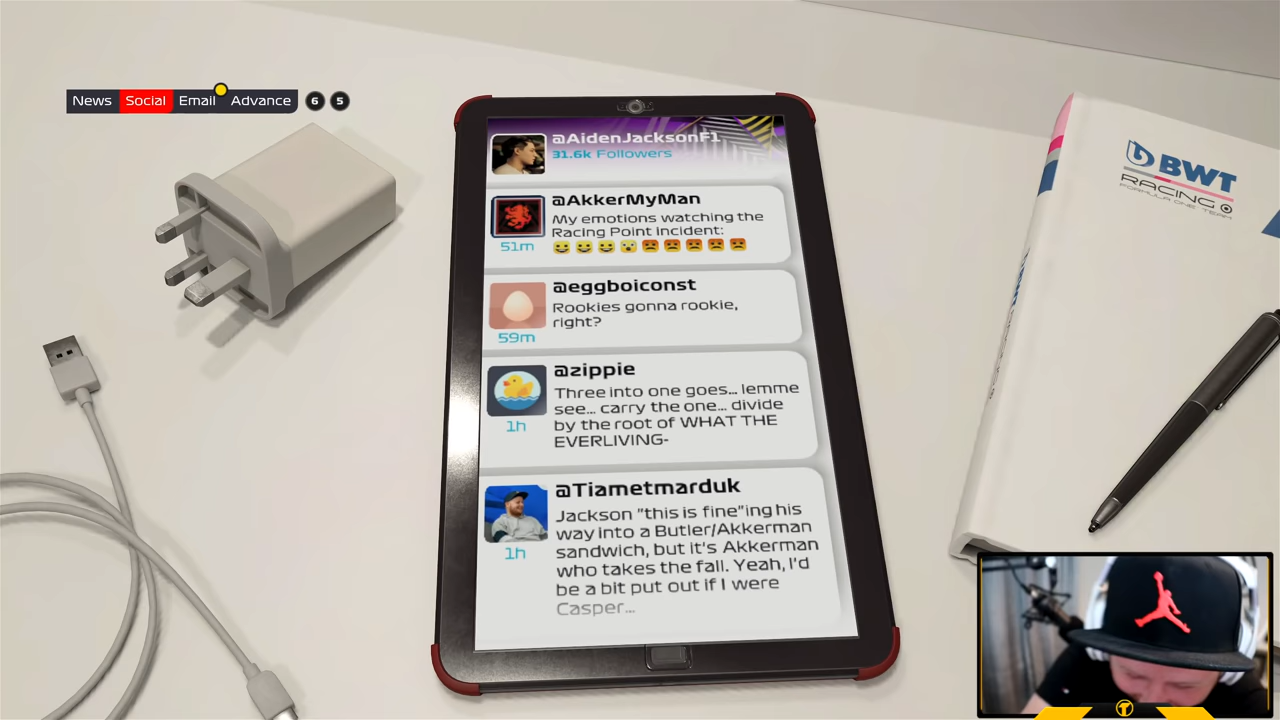 News Social Email Advance 6 5
@AidenJacksonF1
31.6k Followers
@AkkerMyMan
My emotions watching the
Racing Point incident:
51m
@eggboiconst
Rookies gonna rookie,
right?
59m
@zippie
Three into one goes... lemme
see... carry the one... divide
by the root of WHAT THE
EVERLIVING-
1h
@Tiametmarduk
Jackson "this is fine"ing his
way into a Butler/Akkerman
sandwich, but it's Akkerman
who takes the fall. Yeah, I'd
be a bit put out if I were
Casper...
1h
BWT
RACING
FORMULA ONE TEAM